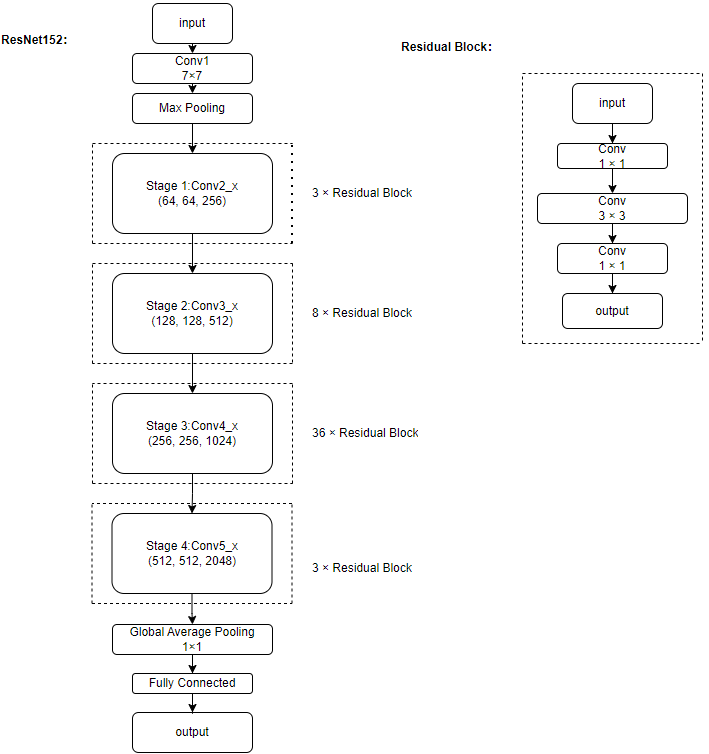 ResNet152:
input
Conv1
7×7
Max Pooling
Stage 1:Conv2_x
(64, 64, 256)
3 × Residual Block
Stage 2:Conv3_x
(128, 128, 512)
8 × Residual Block
Stage 3:Conv4_x
(256, 256, 1024)
36 × Residual Block
Stage 4:Conv5_x
(512, 512, 2048)
3 × Residual Block
Global Average Pooling
1×1
Fully Connected
output
Residual Block:
input
Conv
1 × 1
Conv
3 × 3
Conv
1 × 1
output